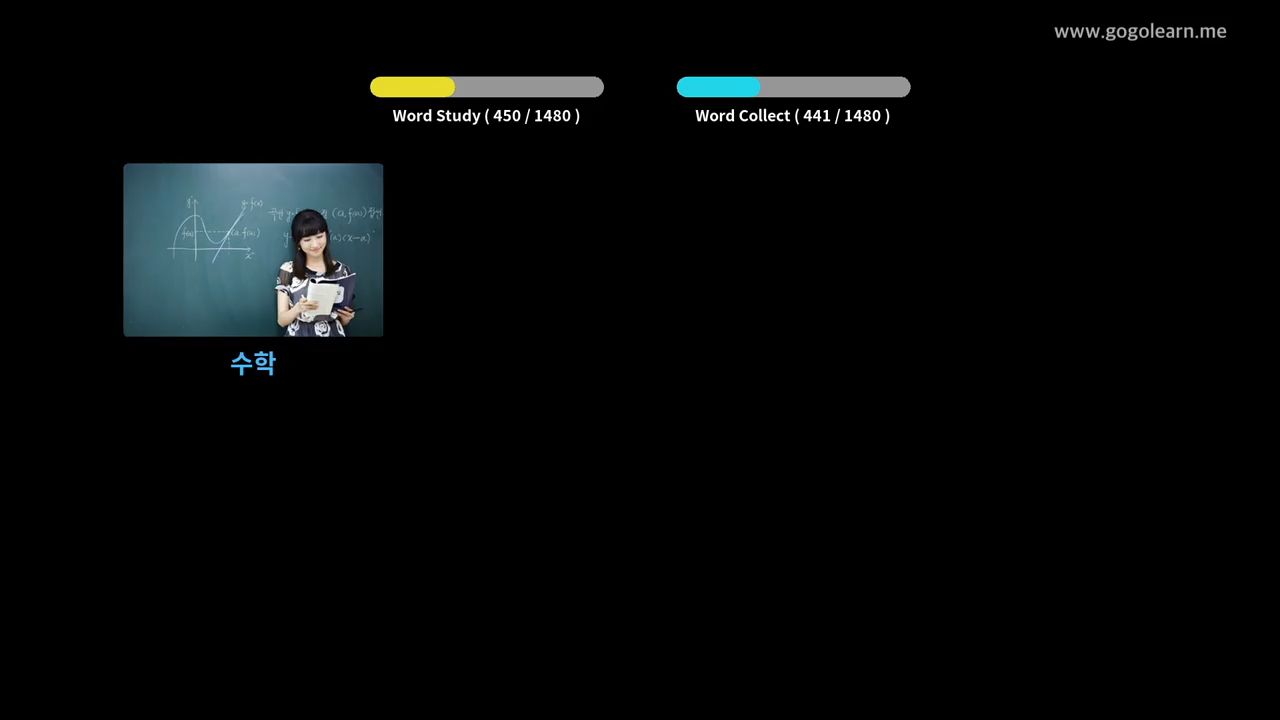 www.gogolearn.me
Word Study ( 450 / 1480 )
Word Collect ( 441 / 1480 )
y=f(x)
f(a)
(a, f(a))
x
수학